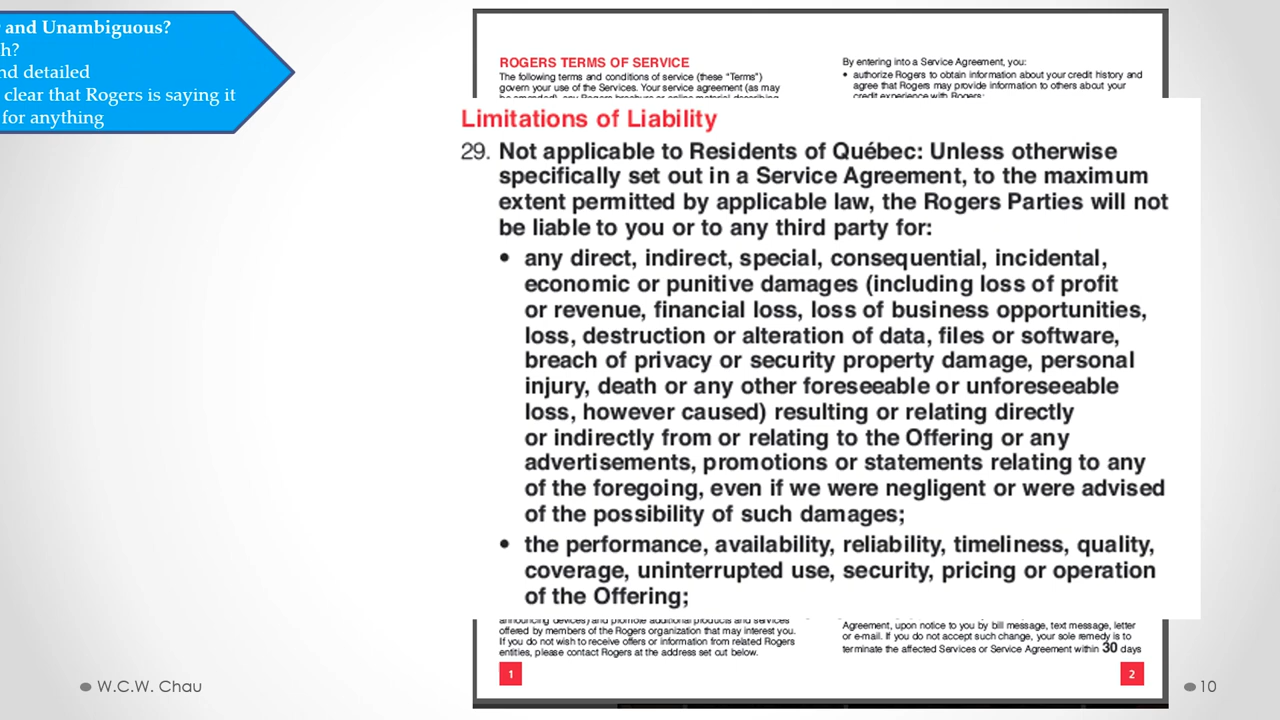 and Unambiguous?
h?
nd detailed
clear that Rogers is saying it
for anything
ROGERS TERMS OF SERVICE
The following terms and conditions of service (these “Terms”)
govern your use of the Services. Your service agreement (as may
By entering into a Service Agreement, you:
• authorize Rogers to obtain information about your credit history and
agree that Rogers may provide information to others about your
credit experience with Rogers;
Limitations of Liability
29. Not applicable to Residents of Québec: Unless otherwise
specifically set out in a Service Agreement, to the maximum
extent permitted by applicable law, the Rogers Parties will not
be liable to you or to any third party for:
• any direct, indirect, special, consequential, incidental,
economic or punitive damages (including loss of profit
or revenue, financial loss, loss of business opportunities,
loss, destruction or alteration of data, files or software,
breach of privacy or security property damage, personal
injury, death or any other foreseeable or unforeseeable
loss, however caused) resulting or relating directly
or indirectly from or relating to the Offering or any
advertisements, promotions or statements relating to any
of the foregoing, even if we were negligent or were advised
of the possibility of such damages;
• the performance, availability, reliability, timeliness, quality,
coverage, uninterrupted use, security, pricing or operation
of the Offering;
announcing devices) and promote additional products and services
offered by members of the Rogers organization that may interest you.
If you do not wish to receive offers or information from related Rogers
entities, please contact Rogers at the address set out below.
Agreement, upon notice to you by bill message, text message, letter
or e-mail. If you do not accept such change, your sole remedy is to
terminate the affected Services or Service Agreement within 30 days
1
2
W.C.W. Chau
10